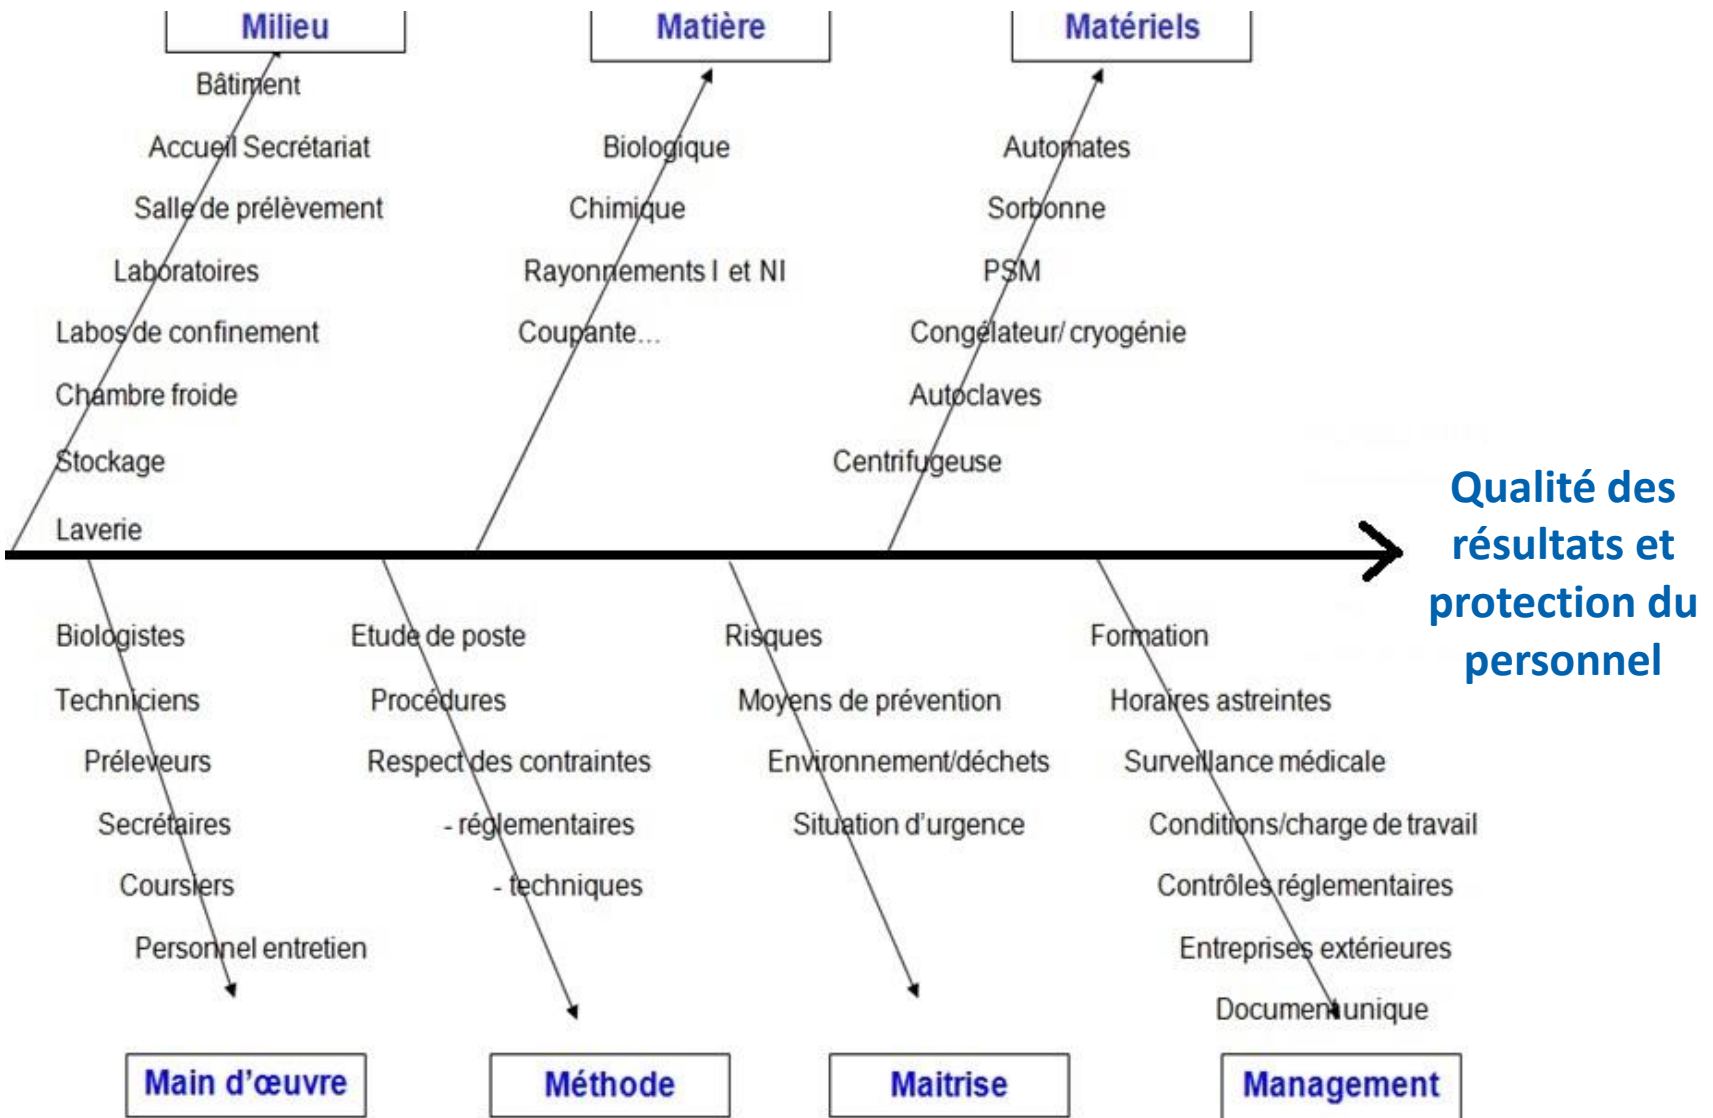 Milieu
Bâtiment
Accueil Secrétariat
Salle de prélèvement
Laboratoires
Labos de confinement
Chambre froide
Stockage
Laverie
Matière
Biologique
Chimique
Rayonnements I et NI
Coupante...
Matériels
Automates
Sorbonne
PSM
Congélateur/ cryogénie
Autoclaves
Centrifugeuse
Qualité des
résultats et
protection du
personnel
Biologistes
Techniciens
Préleveurs
Secrétaires
Coursiers
Personnel entretien
Main d'œuvre
Etude de poste
Procédures
Respect des contraintes
- réglementaires
- techniques
Méthode
Risques
Moyens de prévention
Environnement/déchets
Situation d'urgence
Maitrise
Formation
Horaires astreintes
Surveillance médicale
Conditions/charge de travail
Contrôles réglementaires
Entreprises extérieures
Document unique
Management